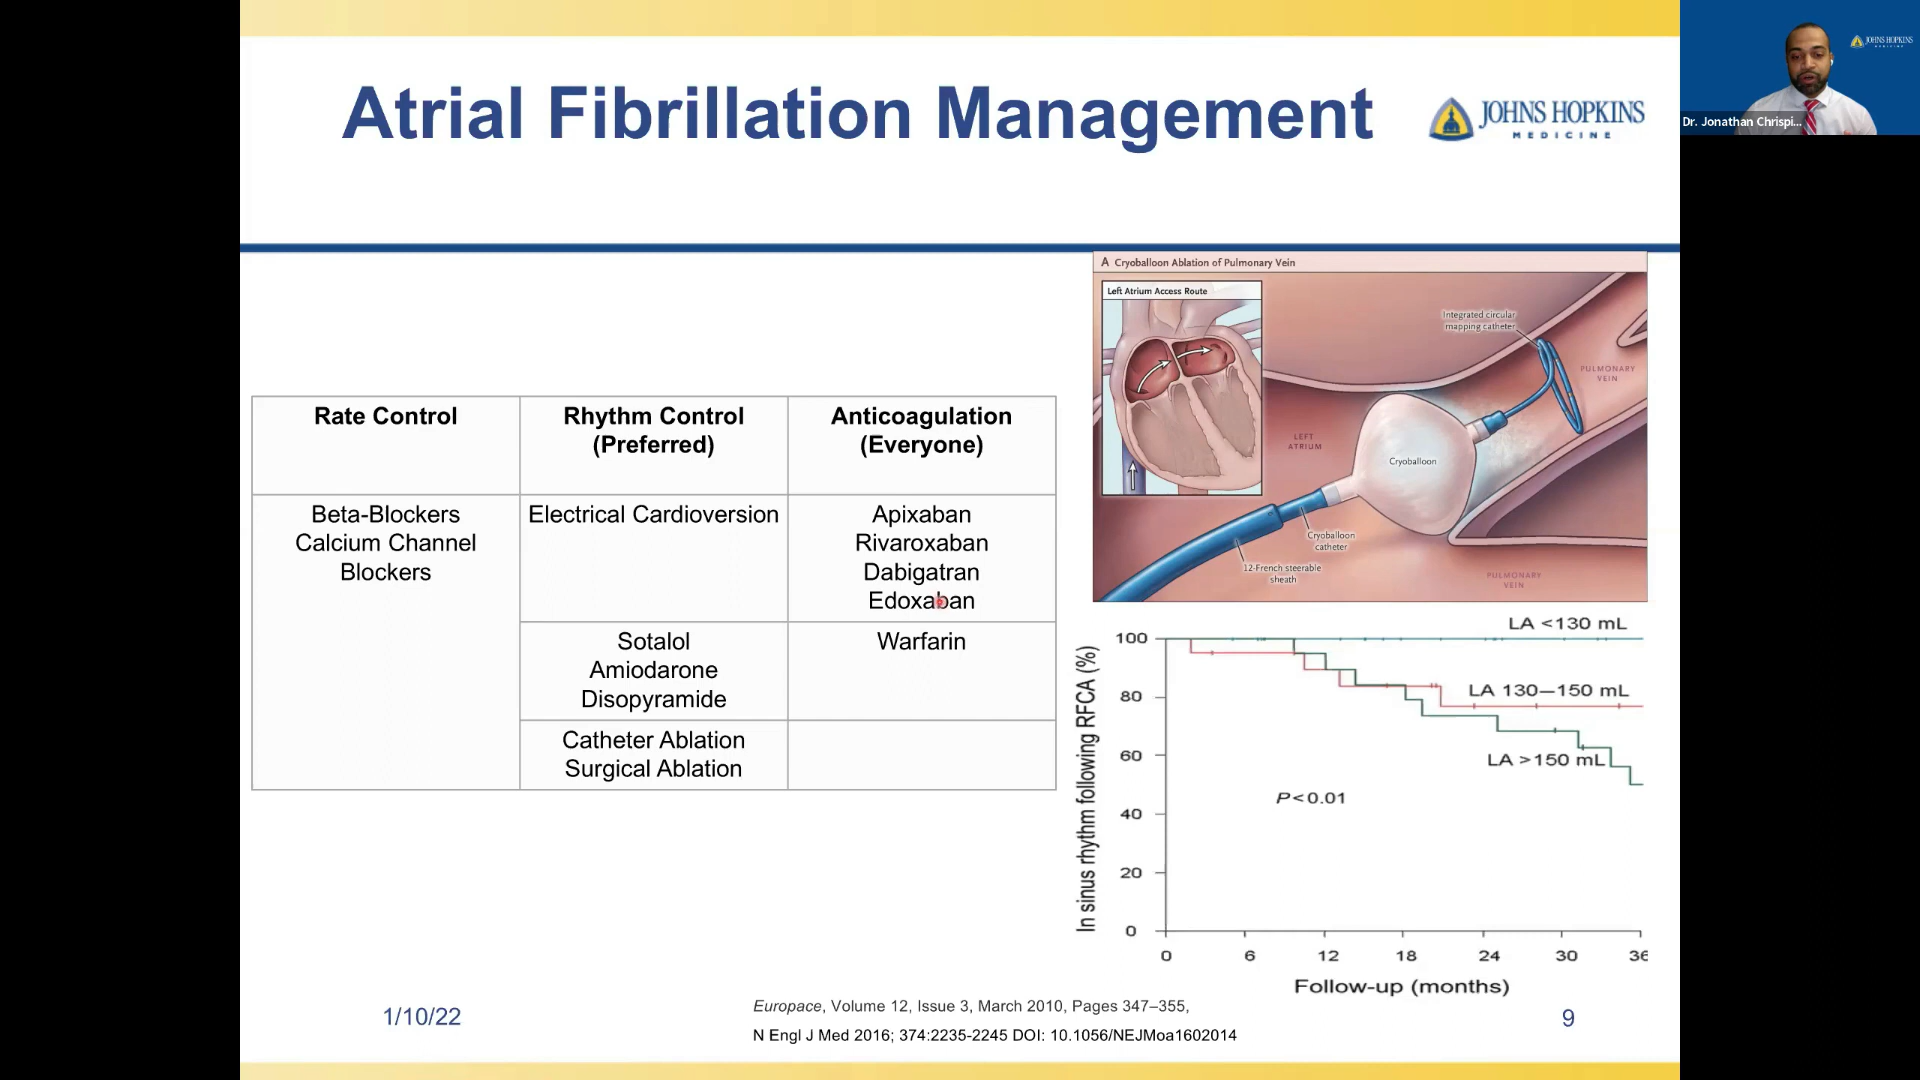 Atrial Fibrillation Management
JOHNS HOPKINS
MEDICINE
JOHNS HOPKINS
MEDICINE
Dr. Jonathan Chrispi...
Rate Control
Rhythm Control
(Preferred)
Anticoagulation
(Everyone)
Beta-Blockers
Calcium Channel
Blockers
Electrical Cardioversion
Apixaban
Rivaroxaban
Dabigatran
Edoxaban
Sotalol
Amiodarone
Disopyramide
Warfarin
Catheter Ablation
Surgical Ablation
A Cryoballoon Ablation of Pulmonary Vein
Left Atrium Access Route
Integrated circular
mapping catheter
PULMONARY
VEIN
LEFT
ATRIUM
Cryoballoon
Cryoballoon
catheter
12-French steerable
sheath
PULMONARY
VEIN
LA <130 mL
LA 130–150 mL
LA >150 mL
P<0.01
In sinus rhythm following RFCA (%)
100
80
60
40
20
0
0 6 12 18 24 30 36
Follow-up (months)
1/10/22
Europace, Volume 12, Issue 3, March 2010, Pages 347–355,
N Engl J Med 2016; 374:2235-2245 DOI: 10.1056/NEJMoa1602014
9